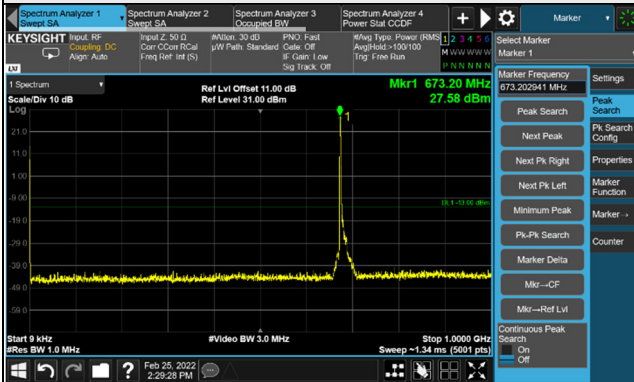 Spectrum Analyzer 1
Swept SA
Spectrum Analyzer 2
Swept SA
Spectrum Analyzer 3
Occupied BW
Spectrum Analyzer 4
Power Stat CCDF
Marker
KEYSIGHT
Input: RF
Coupling: DC
Align: Auto
Input Z: 50 Ω
Corr CCorr RCal
Freq Ref: Int (S)
#Atten: 30 dB
µW Path: Standard
PNO: Fast
Gate: Off
IF Gain: Low
Sig Track: Off
#Avg Type: Power (RMS
Avg|Hold:>100/100
Trig: Free Run
1 2 3 4 5 6
M W W W W W
P N N N N N
LU
1 Spectrum
Scale/Div 10 dB
Log
Ref Lvl Offset 11.00 dB
Ref Level 31.00 dBm
Mkr1 673.20 MHz
27.58 dBm
1
21.0
11.0
1.00
-9.00
-19.0
-29.0
-39.0
-49.0
-59.0
DL1 -13.00 dBm
Start 9 kHz
#Res BW 1.0 MHz
#Video BW 3.0 MHz
Stop 1.0000 GHz
Sweep ~1.34 ms (5001 pts)
Feb 25, 2022
2:29:28 PM
Select Marker
Marker 1
Marker Frequency
673.202941 MHz
Peak Search
Next Peak
Next Pk Right
Next Pk Left
Minimum Peak
Pk-Pk Search
Marker Delta
Mkr→CF
Mkr→Ref Lvl
Continuous Peak
Search
On
Off
Settings
Peak
Search
Pk Search
Config
Properties
Marker
Function
Marker→
Counter